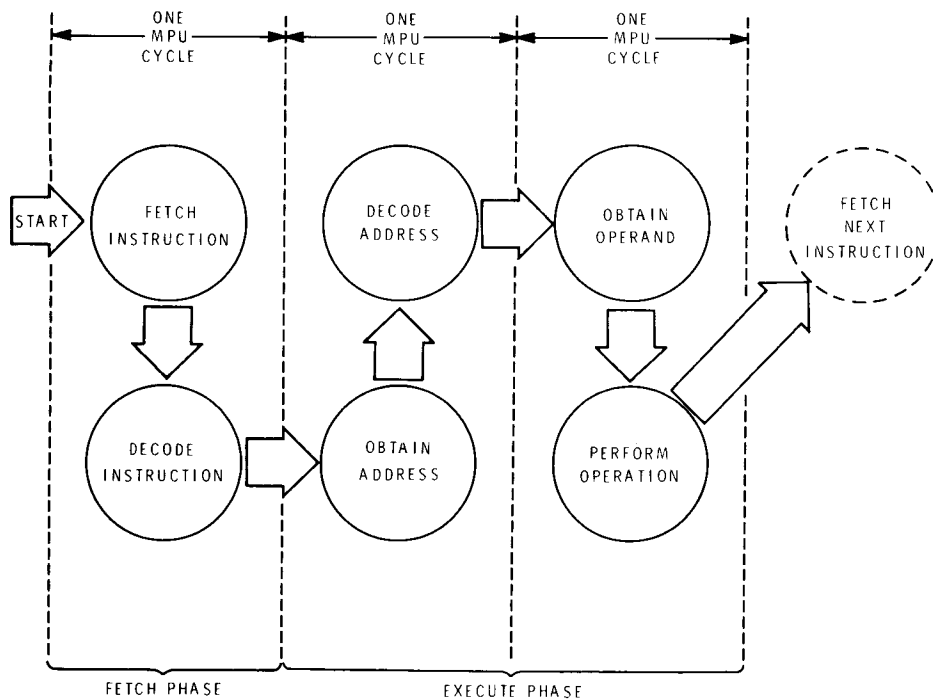 ONE
MPU
CYCLE
ONE
MPU
CYCLE
ONE
MPU
CYCLE
START
FETCH
INSTRUCTION
DECODE
ADDRESS
OBTAIN
OPERAND
FETCH
NEXT
INSTRUCTION
DECODE
INSTRUCTION
OBTAIN
ADDRESS
PERFORM
OPERATION
FETCH PHASE
EXECUTE PHASE